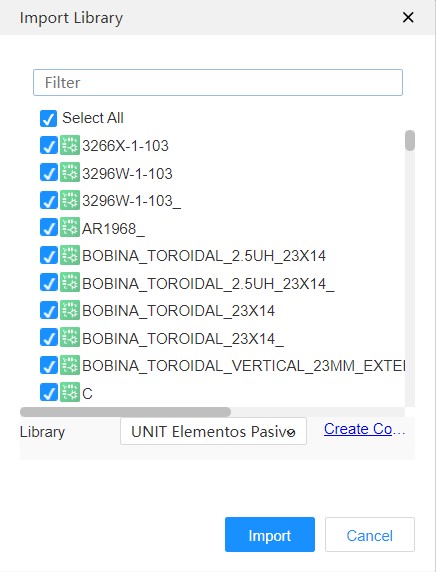 Import Library
Filter
Select All
3266X-1-103
3296W-1-103
3296W-1-103_
AR1968_
BOBINA_TOROIDAL_2.5UH_23X14
BOBINA_TOROIDAL_2.5UH_23X14_
BOBINA_TOROIDAL_23X14
BOBINA_TOROIDAL_23X14_
BOBINA_TOROIDAL_VERTICAL_23MM_EXTE
C
Library UNIT Elementos Pasivo Create Co...
Import Cancel